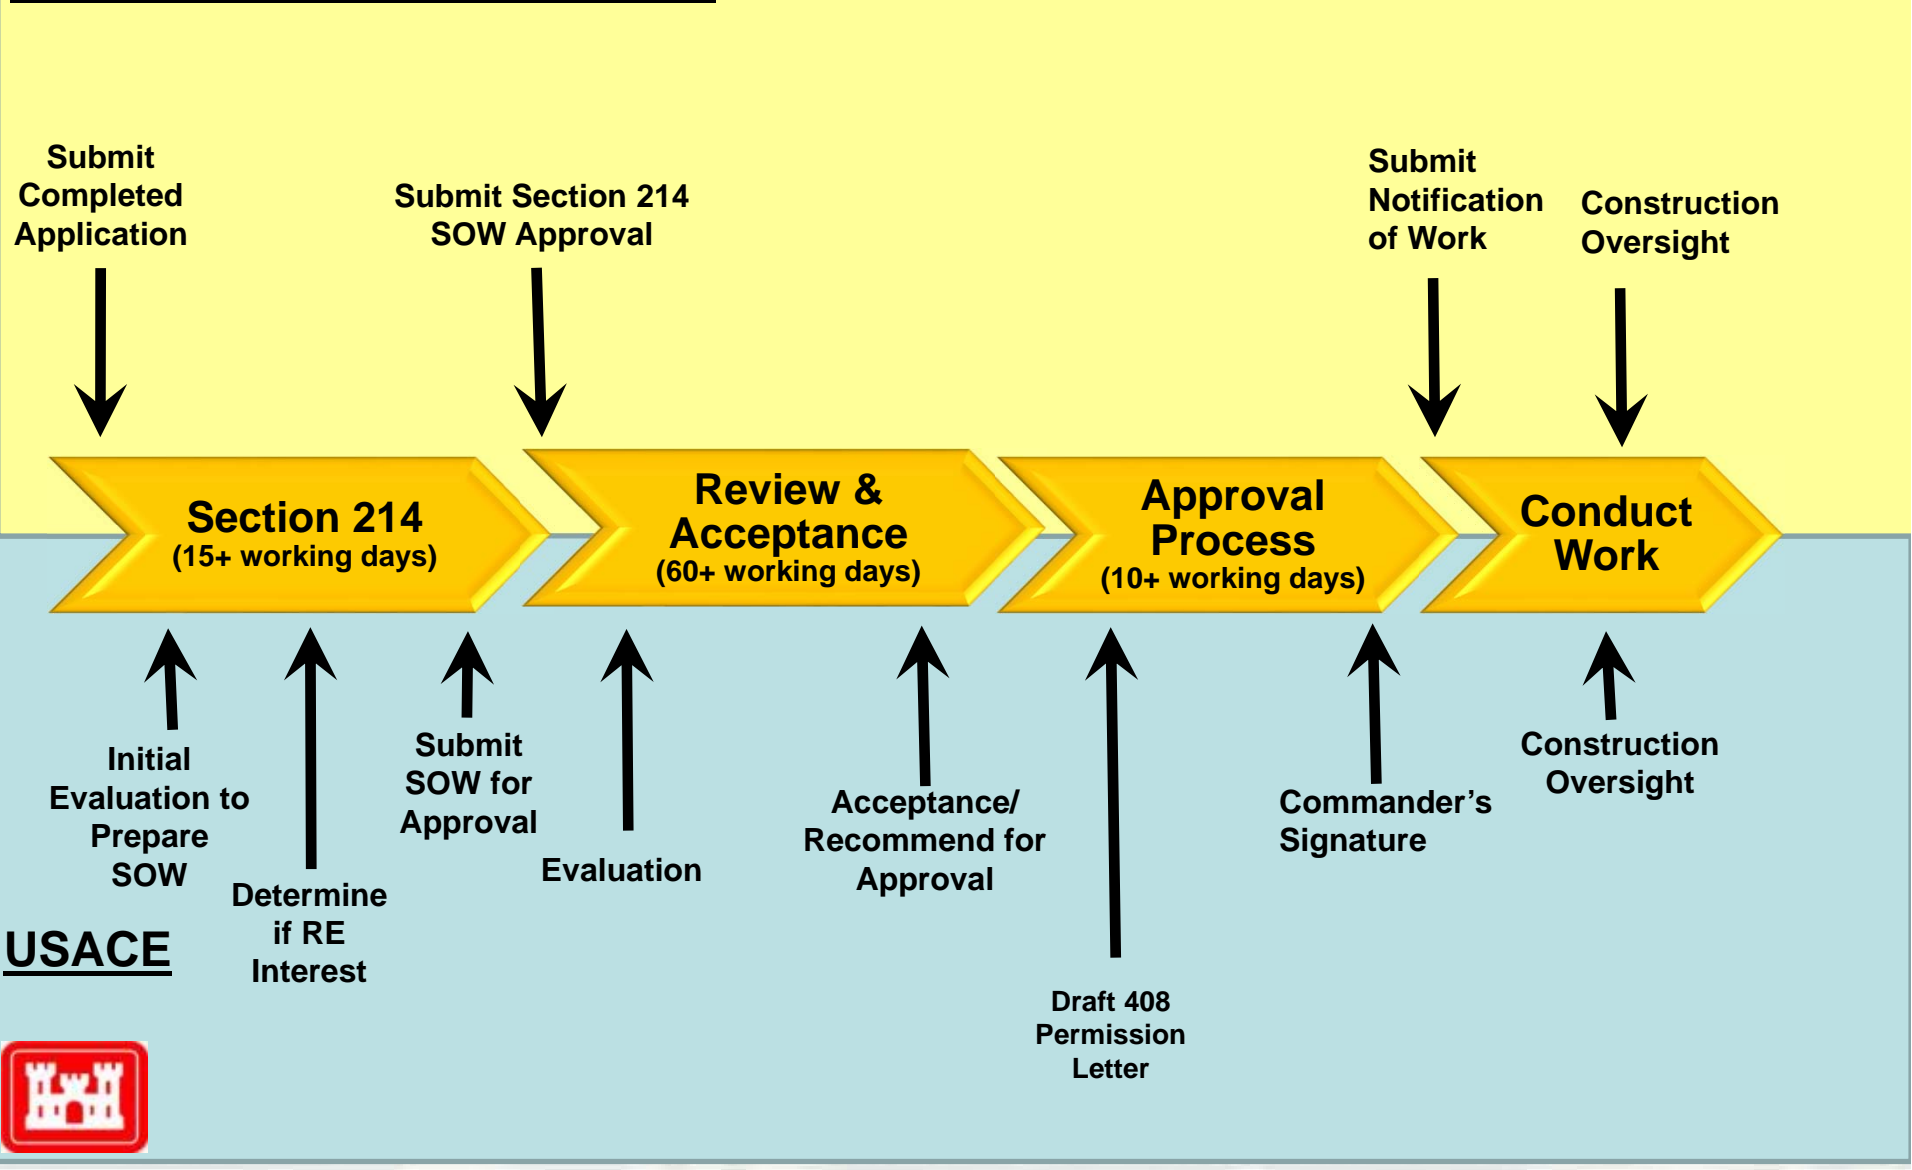 Submit
Completed
Application
Submit Section 214
SOW Approval
Submit
Notification
of Work
Construction
Oversight
Section 214
(15+ working days)
Review &
Acceptance
(60+ working days)
Approval
Process
(10+ working days)
Conduct
Work
Initial
Evaluation to
Prepare
SOW
Determine
if RE
Interest
Submit
SOW for
Approval
Evaluation
Acceptance/
Recommend for
Approval
Draft 408
Permission
Letter
Commander’s
Signature
Construction
Oversight
USACE